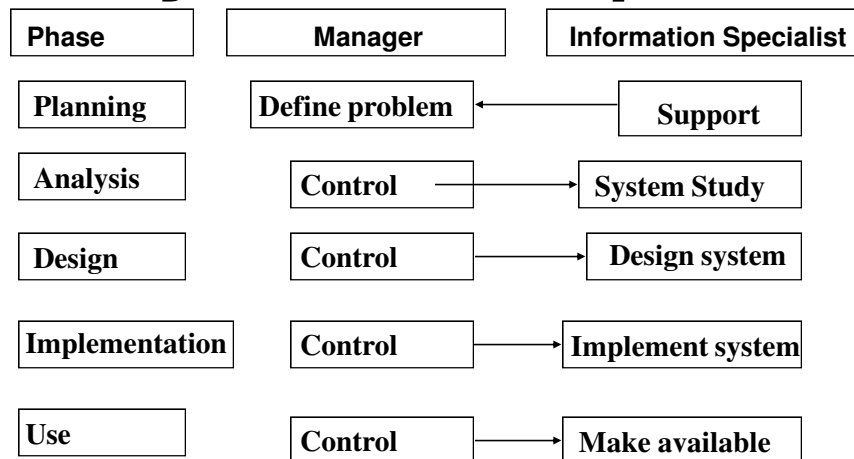 Phase Manager Information Specialist
Planning Define problem Support
Analysis Control System Study
Design Control Design system
Implementation Control Implement system
Use Control Make available